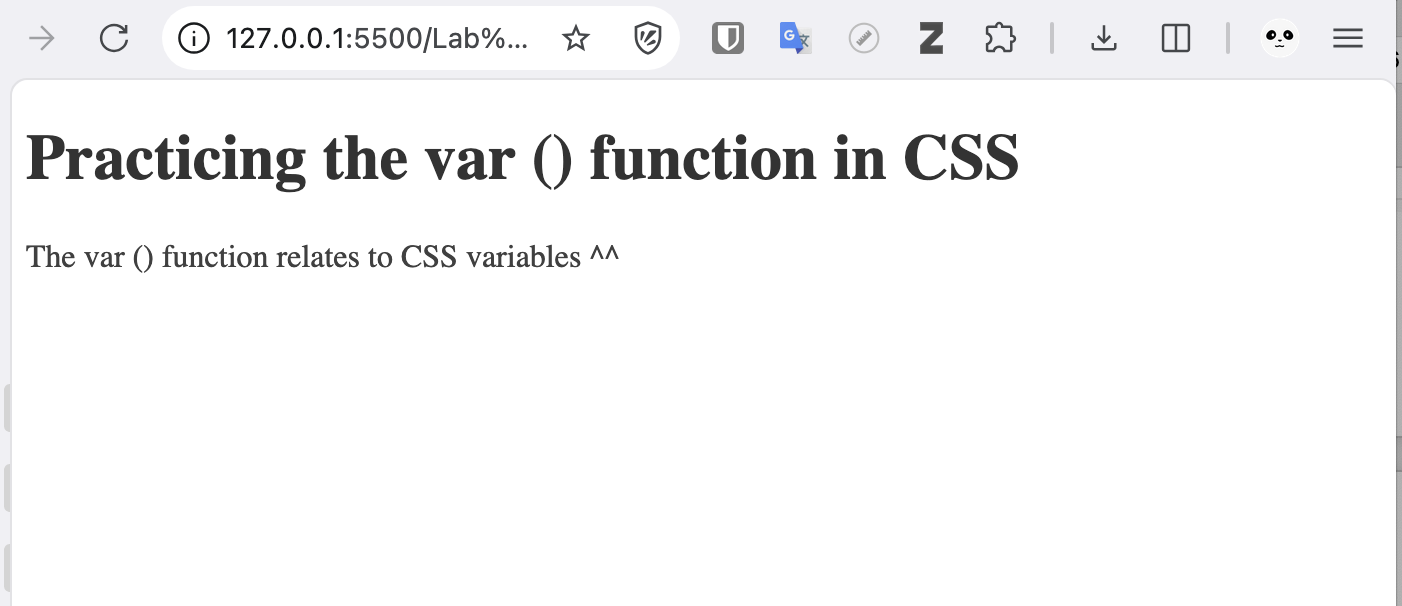 127.0.0.1:5500/Lab%...
Practicing the var () function in CSS
The var () function relates to CSS variables ^^